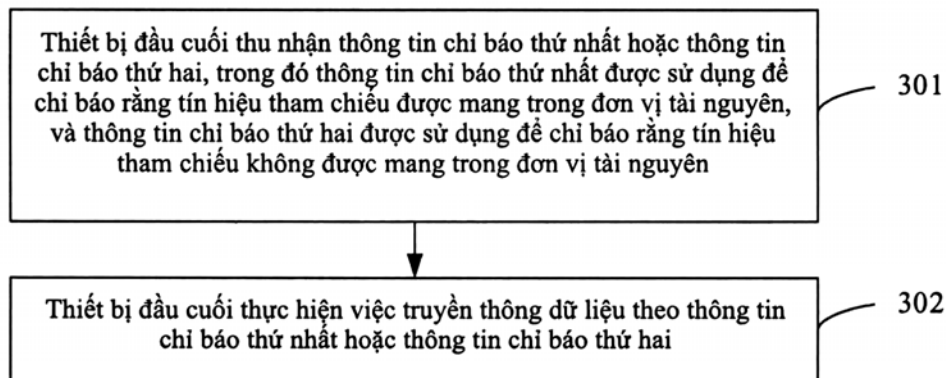 Thiết bị đầu cuối thu nhận thông tin chỉ báo thứ nhất hoặc thông tin
chỉ báo thứ hai, trong đó thông tin chỉ báo thứ nhất được sử dụng để
chỉ báo rằng tín hiệu tham chiếu được mang trong đơn vị tài nguyên,
và thông tin chỉ báo thứ hai được sử dụng để chỉ báo rằng tín hiệu
tham chiếu không được mang trong đơn vị tài nguyên
301
Thiết bị đầu cuối thực hiện việc truyền thông dữ liệu theo thông tin
chỉ báo thứ nhất hoặc thông tin chỉ báo thứ hai
302